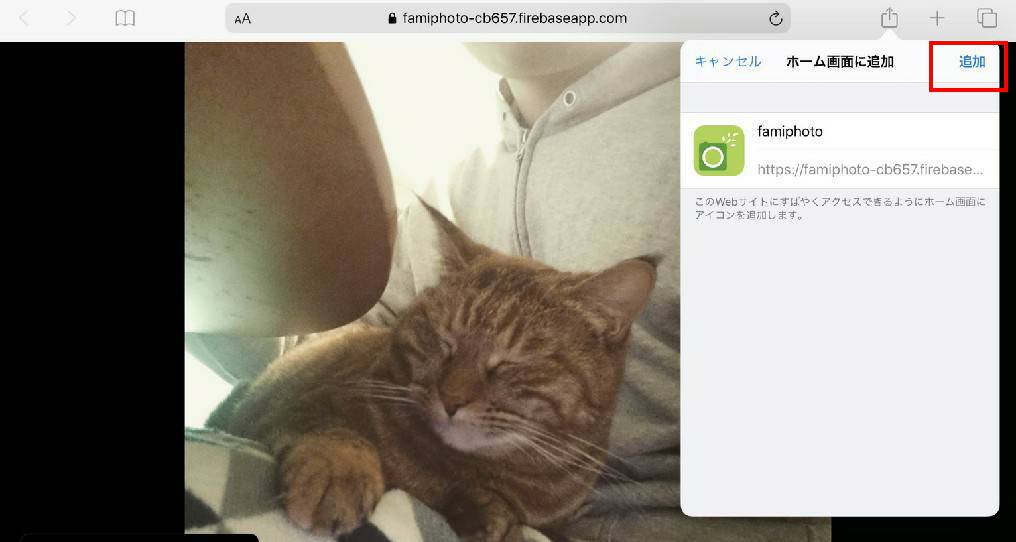 AA famiphoto-cb657.firebaseapp.com
キャンセル ホーム画面に追加 追加
famiphoto
https://famiphoto-cb657.firebase...
このWebサイトにすばやくアクセスできるようにホーム画面に
アイコンを追加します。